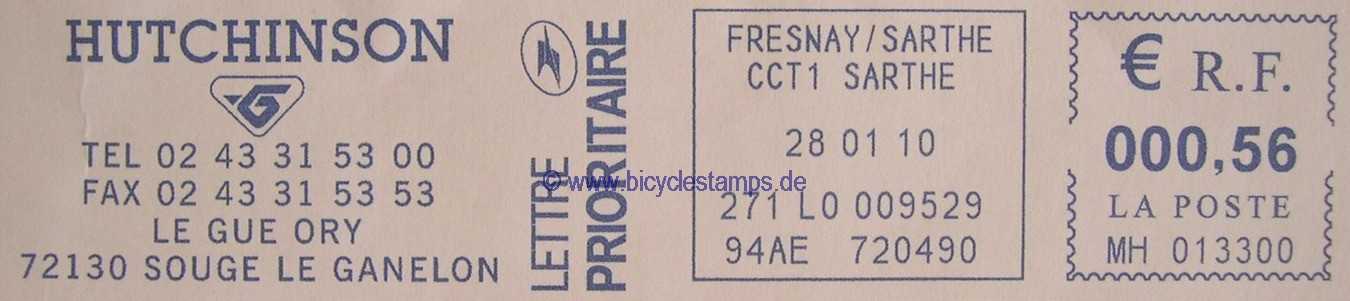 HUTCHINSON
TEL 02 43 31 53 00
FAX 02 43 31 53 53
LE GUE ORY
72130 SOUGE LE GANELON
LETTRE
PRIORITAIRE
FRESNAY/SARTHE
CCT1 SARTHE
28 01 10
271 L0 009529
94AE 720490
€ R.F.
000,56
LA POSTE
MH 013300
© www.bicyclestamps.de